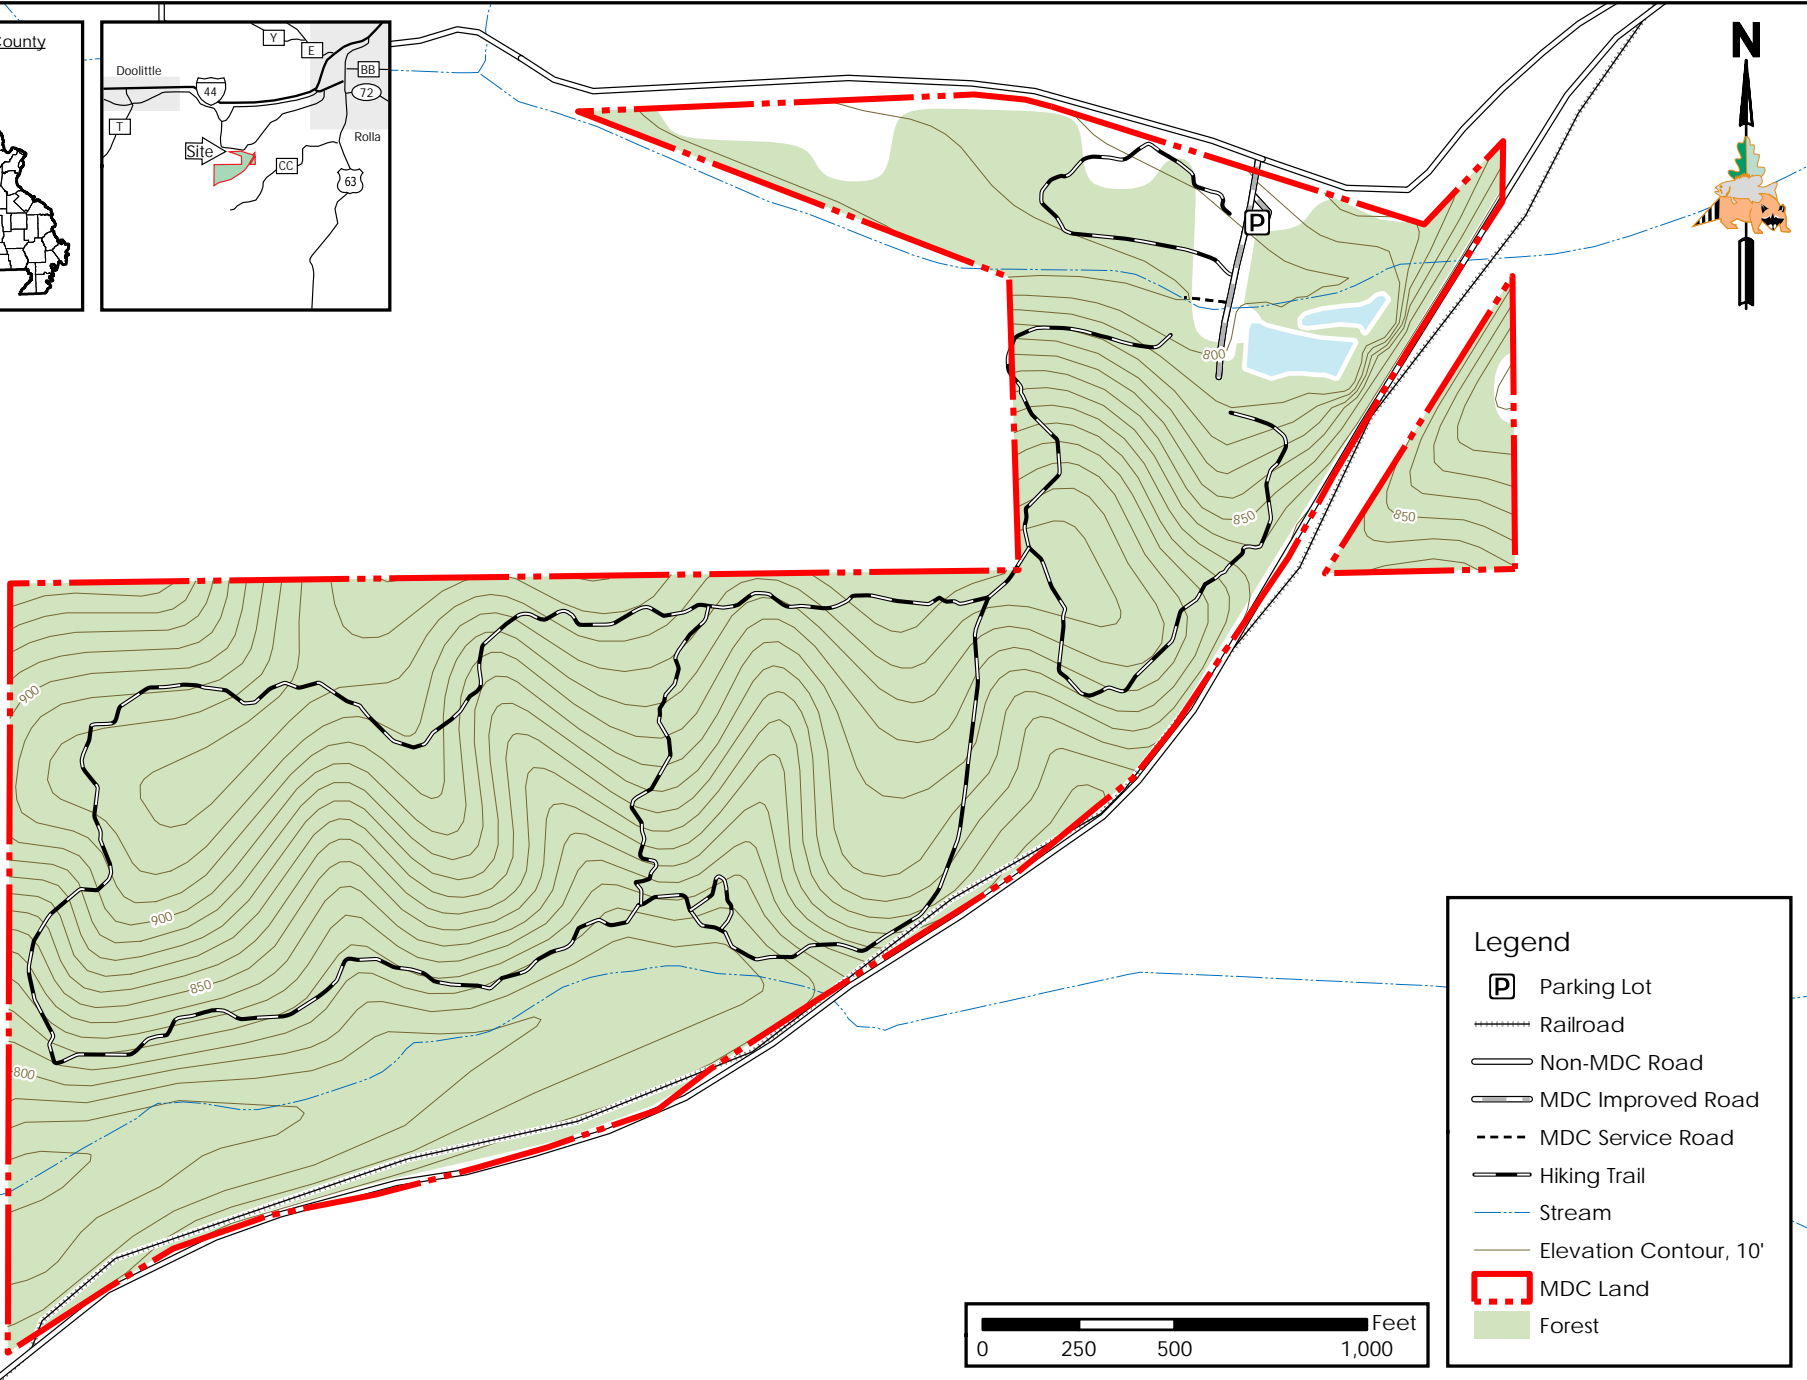 County
Y
E
Doolittle
BB
44
72
T
Rolla
Site
CC
63
N
P
800
850
850
900
900
850
800
Legend
P Parking Lot
Railroad
Non-MDC Road
MDC Improved Road
MDC Service Road
Hiking Trail
Stream
Elevation Contour, 10'
MDC Land
Forest
Feet
0 250 500 1,000